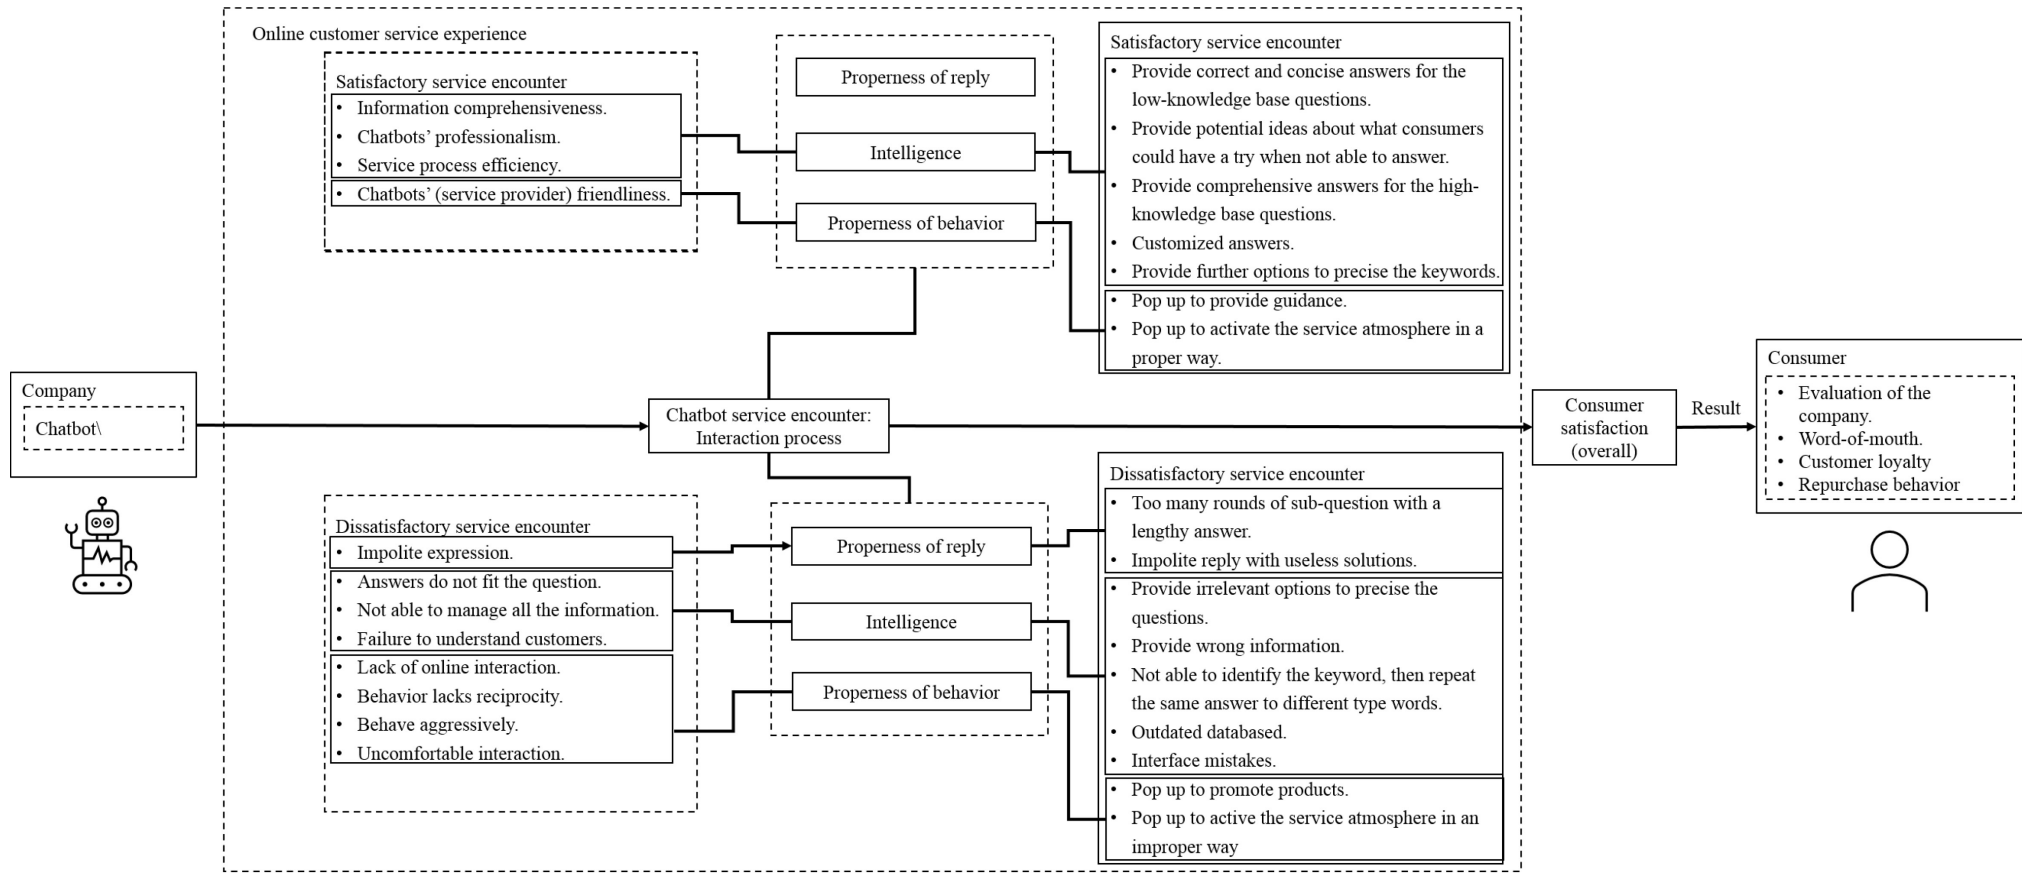 Online customer service experience
Satisfactory service encounter
• Information comprehensiveness.
• Chatbots’ professionalism.
• Service process efficiency.
• Chatbots’ (service provider) friendliness.
Properness of reply
Intelligence
Properness of behavior
Satisfactory service encounter
• Provide correct and concise answers for the
low-knowledge base questions.
• Provide potential ideas about what consumers
could have a try when not able to answer.
• Provide comprehensive answers for the high-
knowledge base questions.
• Customized answers.
• Provide further options to precise the keywords.
• Pop up to provide guidance.
• Pop up to activate the service atmosphere in a
proper way.
Company
Chatbot\
Chatbot service encounter:
Interaction process
Consumer
satisfaction
(overall)
Result
Consumer
• Evaluation of the
company.
• Word-of-mouth.
• Customer loyalty
• Repurchase behavior
Dissatisfactory service encounter
• Impolite expression.
• Answers do not fit the question.
• Not able to manage all the information.
• Failure to understand customers.
• Lack of online interaction.
• Behavior lacks reciprocity.
• Behave aggressively.
• Uncomfortable interaction.
Properness of reply
Intelligence
Properness of behavior
Dissatisfactory service encounter
• Too many rounds of sub-question with a
lengthy answer.
• Impolite reply with useless solutions.
• Provide irrelevant options to precise the
questions.
• Provide wrong information.
• Not able to identify the keyword, then repeat
the same answer to different type words.
• Outdated databased.
• Interface mistakes.
• Pop up to promote products.
• Pop up to active the service atmosphere in an
improper way